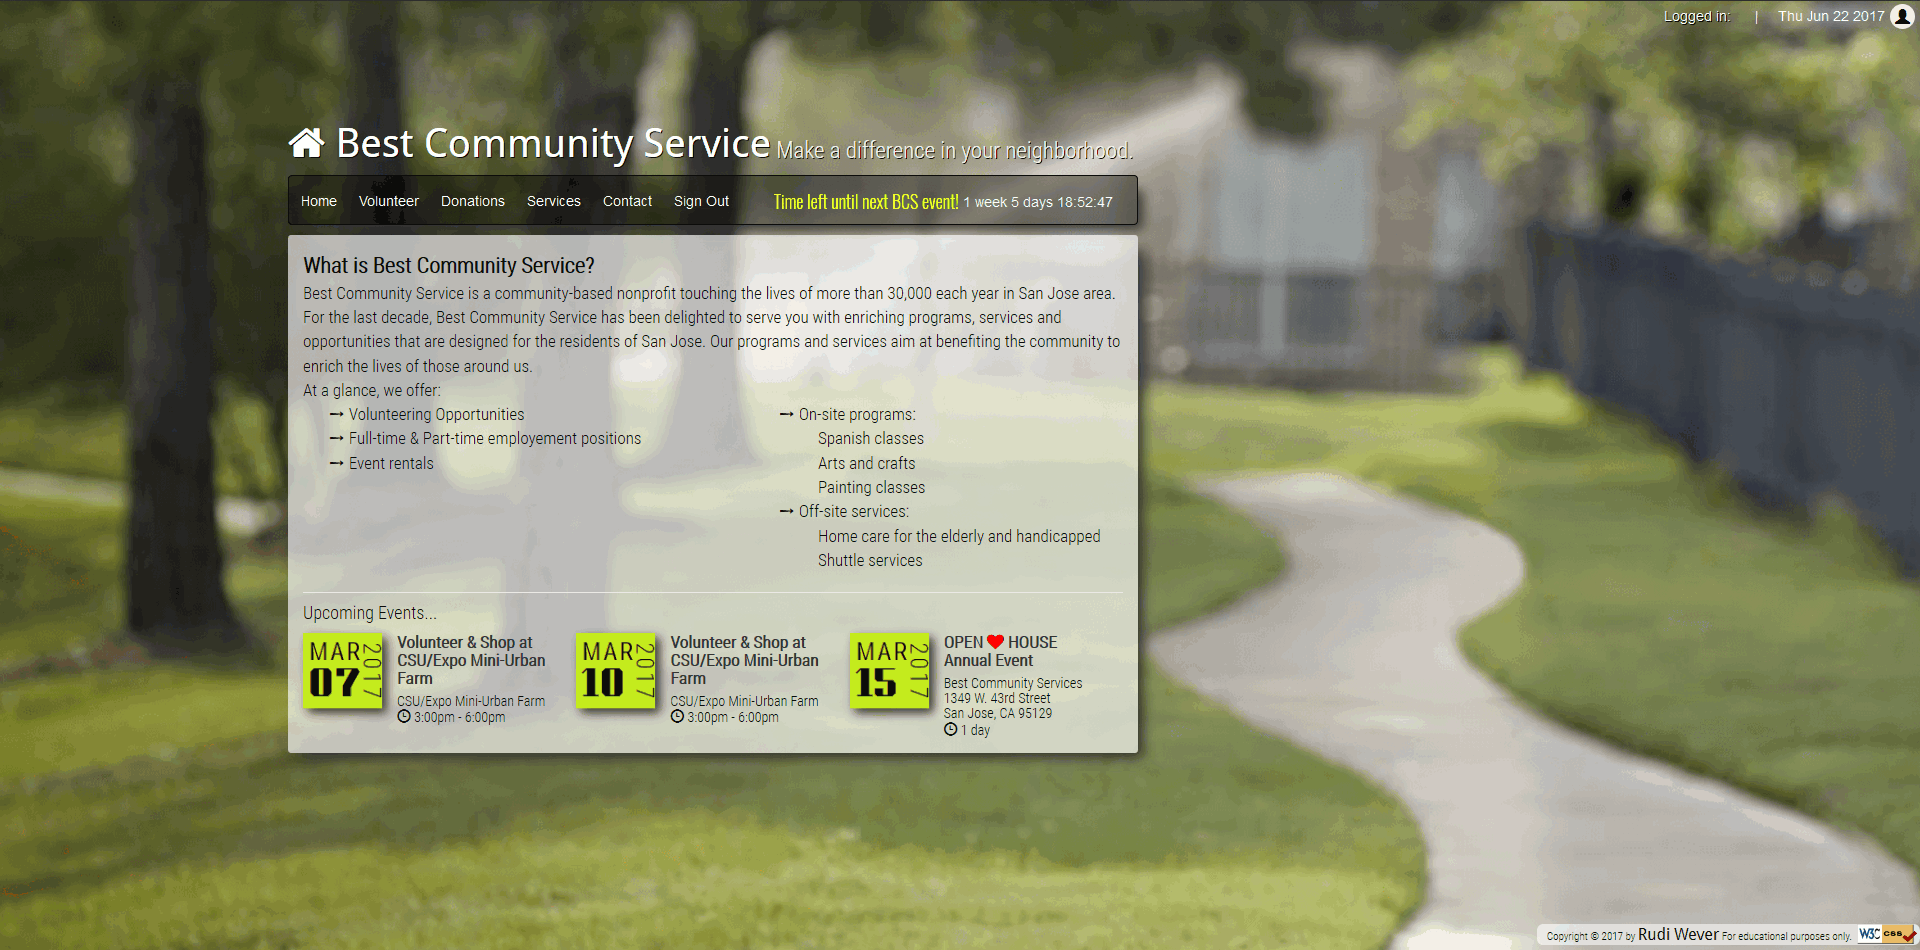 Logged in: | Thu Jun 22 2017
Best Community Service Make a difference in your neighborhood.
Home Volunteer Donations Services Contact Sign Out Time left until next BCS event! 1 week 5 days 18:52:47
What is Best Community Service?
Best Community Service is a community-based nonprofit touching the lives of more than 30,000 each year in San Jose area.
For the last decade, Best Community Service has been delighted to serve you with enriching programs, services and
opportunities that are designed for the residents of San Jose. Our programs and services aim at benefiting the community to
enrich the lives of those around us.
At a glance, we offer:
→ Volunteering Opportunities
→ Full-time & Part-time employement positions
→ Event rentals
→ On-site programs:
Spanish classes
Arts and crafts
Painting classes
→ Off-site services:
Home care for the elderly and handicapped
Shuttle services
Upcoming Events...
MAR
07
2017
Volunteer & Shop at
CSU/Expo Mini-Urban
Farm
CSU/Expo Mini-Urban Farm
3:00pm - 6:00pm
MAR
10
2017
Volunteer & Shop at
CSU/Expo Mini-Urban
Farm
CSU/Expo Mini-Urban Farm
3:00pm - 6:00pm
MAR
15
2017
OPEN ♥ HOUSE
Annual Event
Best Community Services
1349 W. 43rd Street
San Jose, CA 95129
1 day
Copyright © 2017 by Rudi Wever For educational purposes only. W3C css